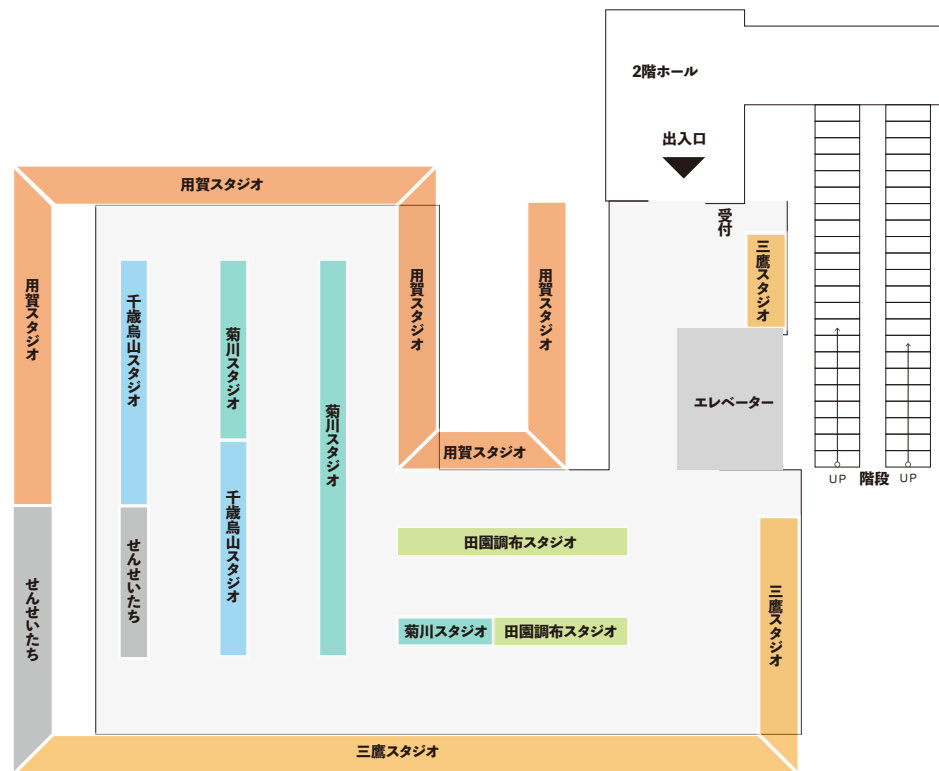 2階ホール
出入口
用賀スタジオ
受付
三鷹スタジオ
用賀スタジオ
千歳烏山スタジオ
菊川スタジオ
菊川スタジオ
用賀スタジオ
用賀スタジオ
エレベーター
用賀スタジオ
UP
階段
UP
千歳烏山スタジオ
せんせいたち
せんせいたち
田園調布スタジオ
三鷹スタジオ
菊川スタジオ
田園調布スタジオ
三鷹スタジオ